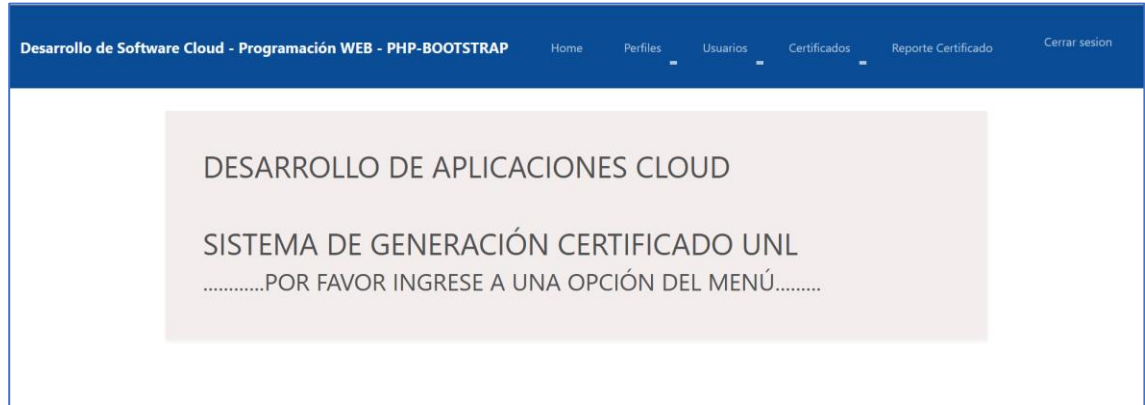 Desarrollo de Software Cloud - Programación WEB - PHP-BOOTSTRAP Home Perfiles Usuarios Certificados Reporte Certificado Cerrar sesion
DESARROLLO DE APLICACIONES CLOUD
SISTEMA DE GENERACIÓN CERTIFICADO UNL
............POR FAVOR INGRESE A UNA OPCIÓN DEL MENÚ.........